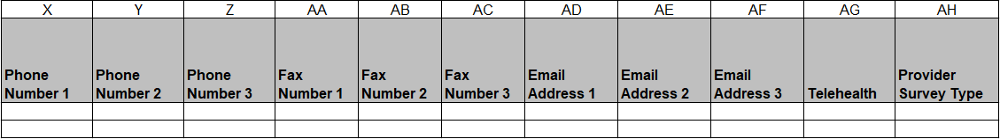 X Y Z AA AB AC AD AE AF AG AH
Phone Phone Phone Fax Fax Fax Email Email Email Provider
Number 1 Number 2 Number 3 Number 1 Number 2 Number 3 Address 1 Address 2 Address 3 Telehealth Survey Type